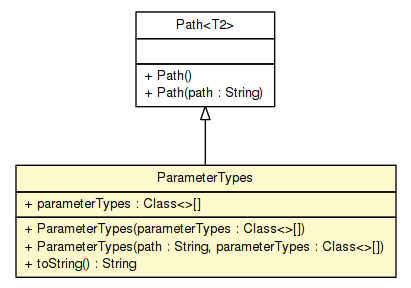 Path<T2>
+ Path()
+ Path(path : String)
ParameterTypes
+ parameterTypes : Class<>[]
+ ParameterTypes(parameterTypes : Class<>[])
+ ParameterTypes(path : String, parameterTypes : Class<>[])
+ toString() : String